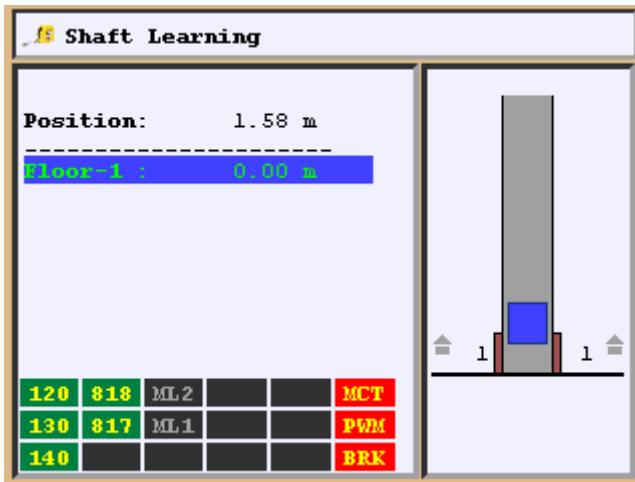 Shaft Learning
Position: 1.58 m
----------------------
Floor-1 : 0.00 m
1 1
120 818 ML2 MCT
130 817 ML1 PWM
140 BRK